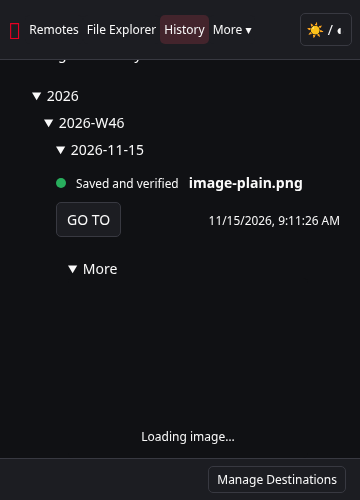 Remotes File Explorer History More ▾
☀️ / 
▼ 2026
▼ 2026-W46
▼ 2026-11-15
Saved and verified image-plain.png
GO TO 11/15/2026, 9:11:26 AM
▼ More
Loading image...
Manage Destinations